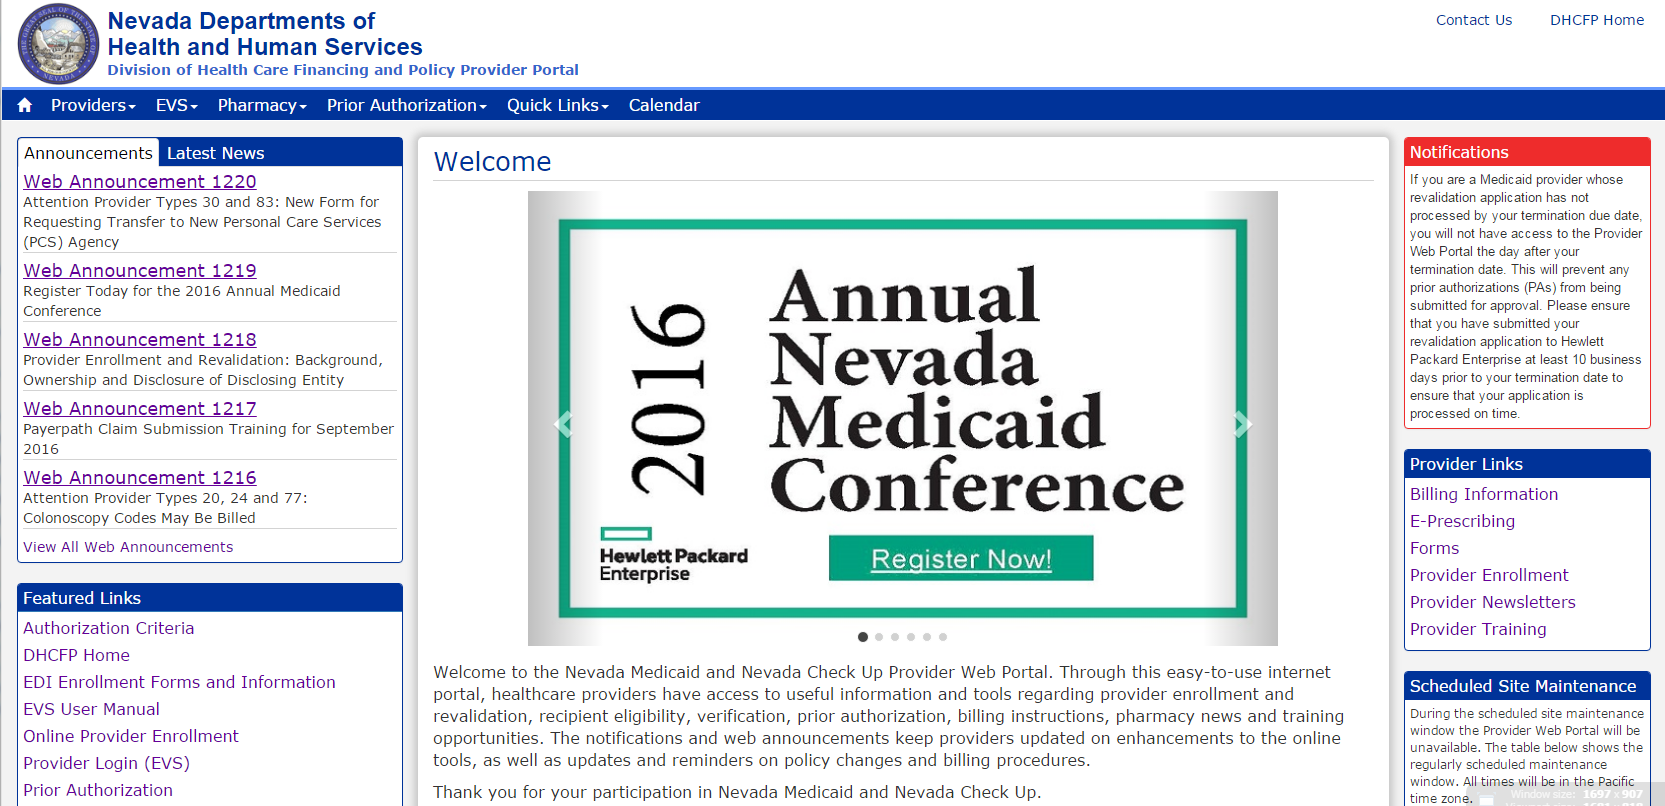 Nevada Departments of
Health and Human Services
Division of Health Care Financing and Policy Provider Portal
Contact Us
DHCFP Home
Providers
EVS
Pharmacy
Prior Authorization
Quick Links
Calendar
Announcements
Latest News
Web Announcement 1220
Attention Provider Types 30 and 83: New Form for
Requesting Transfer to New Personal Care Services
(PCS) Agency
Web Announcement 1219
Register Today for the 2016 Annual Medicaid
Conference
Web Announcement 1218
Provider Enrollment and Revalidation: Background,
Ownership and Disclosure of Disclosing Entity
Web Announcement 1217
Payerpath Claim Submission Training for September
2016
Web Announcement 1216
Attention Provider Types 20, 24 and 77:
Colonoscopy Codes May Be Billed
View All Web Announcements
Featured Links
Authorization Criteria
DHCFP Home
EDI Enrollment Forms and Information
EVS User Manual
Online Provider Enrollment
Provider Login (EVS)
Prior Authorization
Welcome
2016
Annual
Nevada
Medicaid
Conference
Hewlett Packard
Enterprise
Register Now!
Welcome to the Nevada Medicaid and Nevada Check Up Provider Web Portal. Through this easy-to-use internet
portal, healthcare providers have access to useful information and tools regarding provider enrollment and
revalidation, recipient eligibility, verification, prior authorization, billing instructions, pharmacy news and training
opportunities. The notifications and web announcements keep providers updated on enhancements to the online
tools, as well as updates and reminders on policy changes and billing procedures.
Thank you for your participation in Nevada Medicaid and Nevada Check Up.
Notifications
If you are a Medicaid provider whose
revalidation application has not
processed by your termination due date,
you will not have access to the Provider
Web Portal the day after your
termination date. This will prevent any
prior authorizations (PAs) from being
submitted for approval. Please ensure
that you have submitted your
revalidation application to Hewlett
Packard Enterprise at least 10 business
days prior to your termination date to
ensure that your application is
processed on time.
Provider Links
Billing Information
E-Prescribing
Forms
Provider Enrollment
Provider Newsletters
Provider Training
Scheduled Site Maintenance
During the scheduled site maintenance
window the Provider Web Portal will be
unavailable. The table below shows the
regularly scheduled maintenance
window. All times will be in the Pacific
time zone.
Window size: 1697 x 907